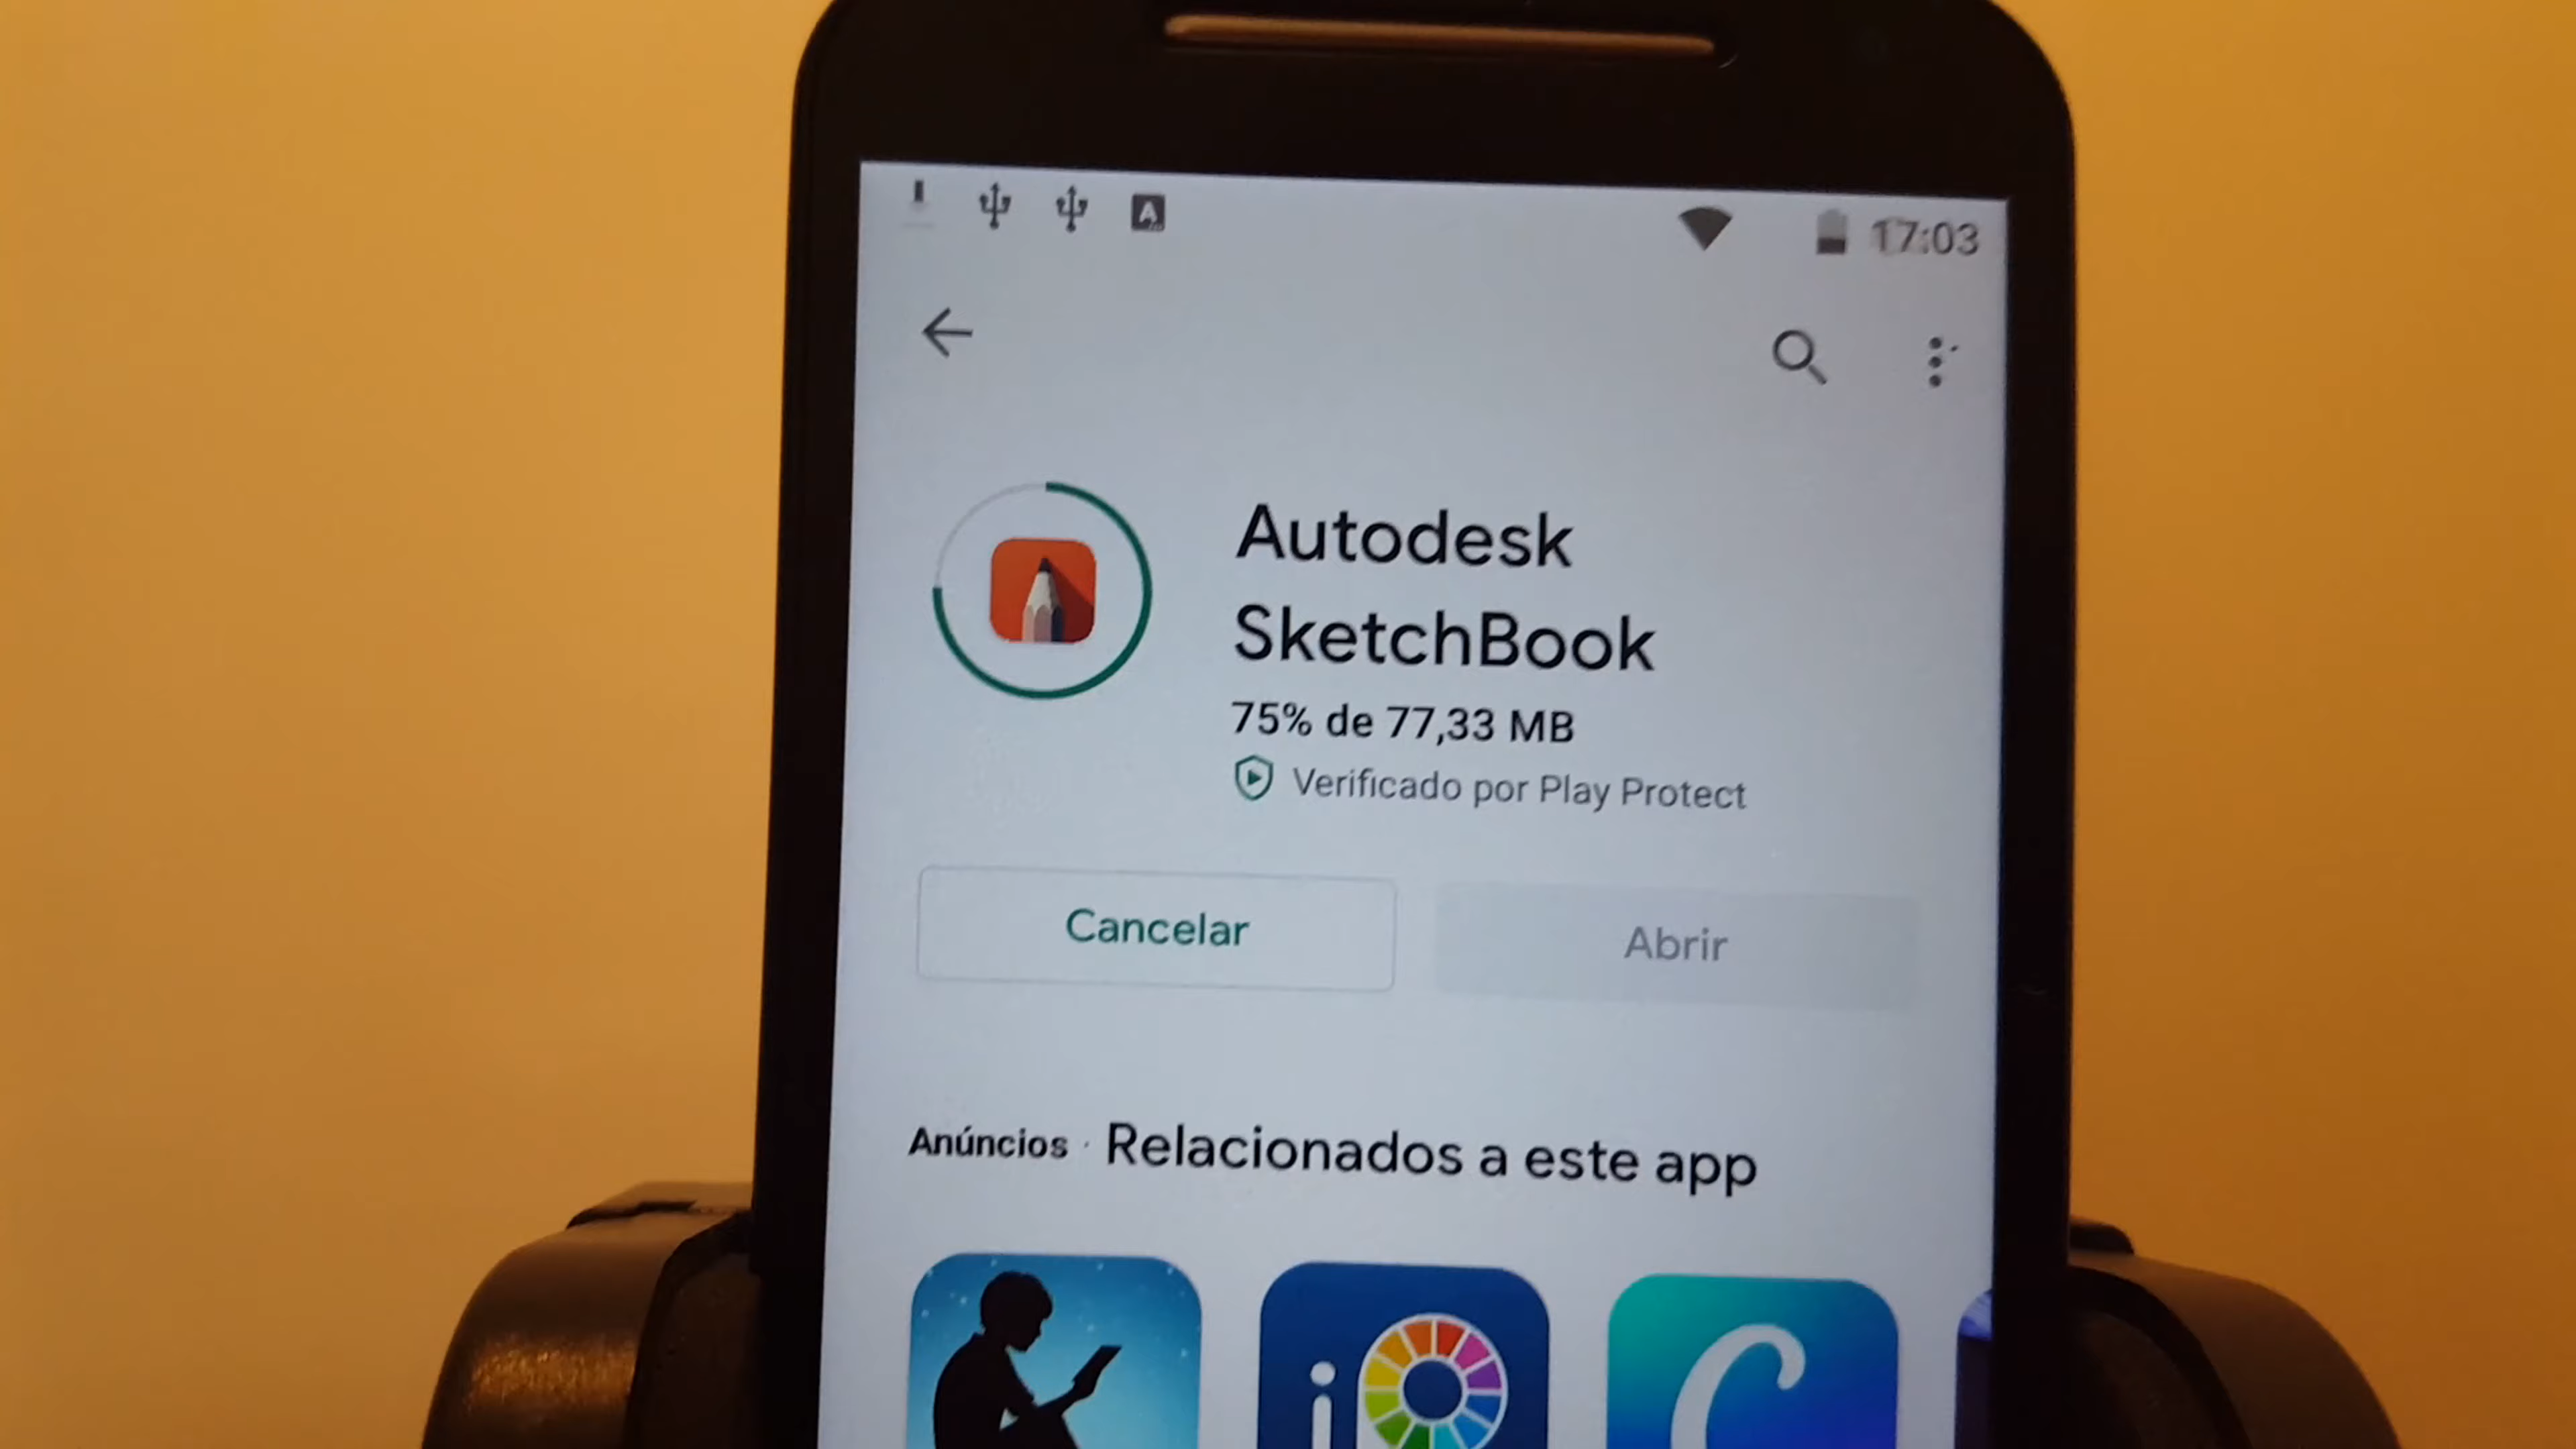 A
17:03
Autodesk
SketchBook
75% de 77,33 MB
Verificado por Play Protect
Cancelar
Abrir
Anúncios · Relacionados a este app
i
C